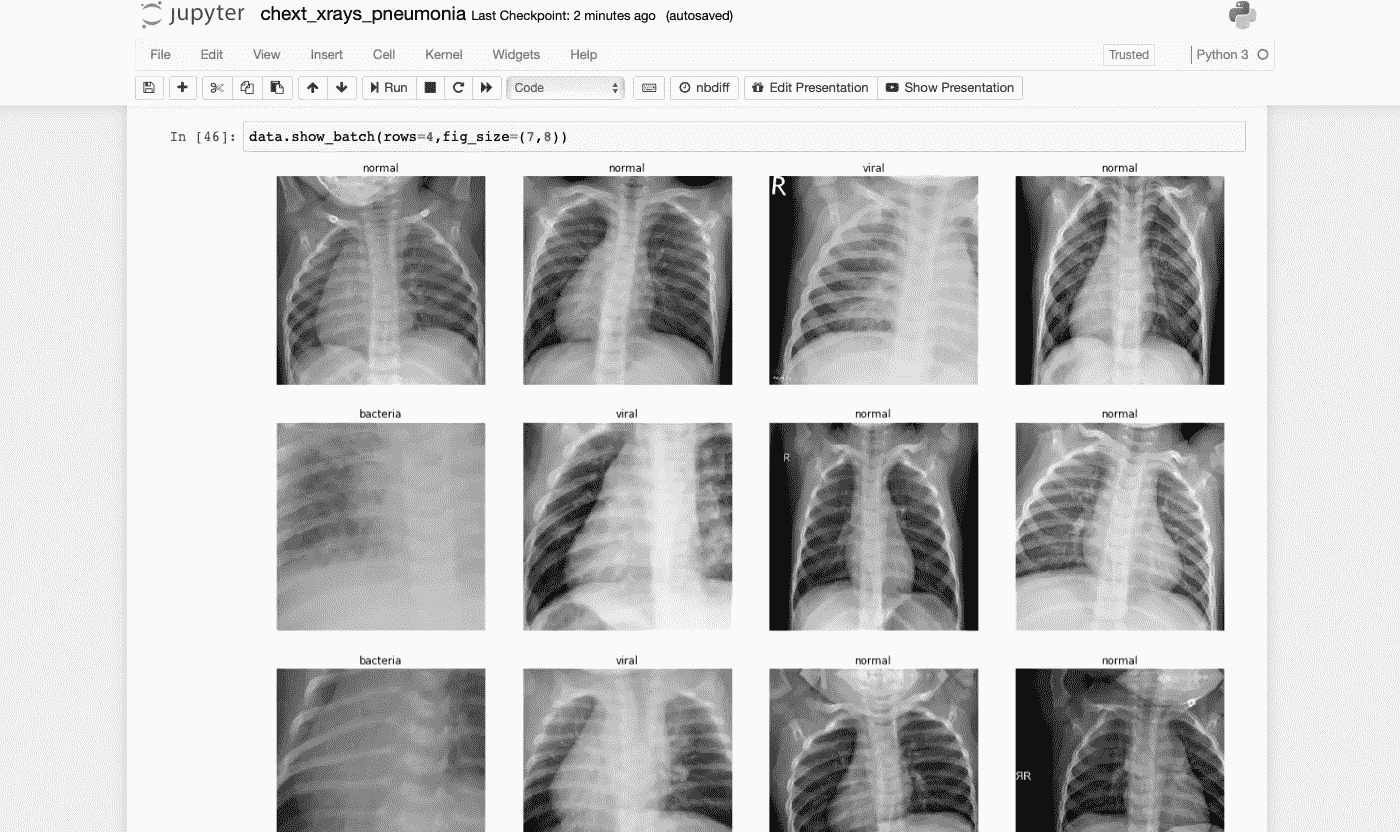 jupyter chext_xrays_pneumonia Last Checkpoint: 2 minutes ago (autosaved)
File Edit View Insert Cell Kernel Widgets Help Trusted Python 3
Run Code nbdiff Edit Presentation Show Presentation
In [46]: data.show_batch(rows=4,fig_size=(7,8))
normal normal viral normal
R
bacteria viral normal normal
R
bacteria viral normal normal
ЯR